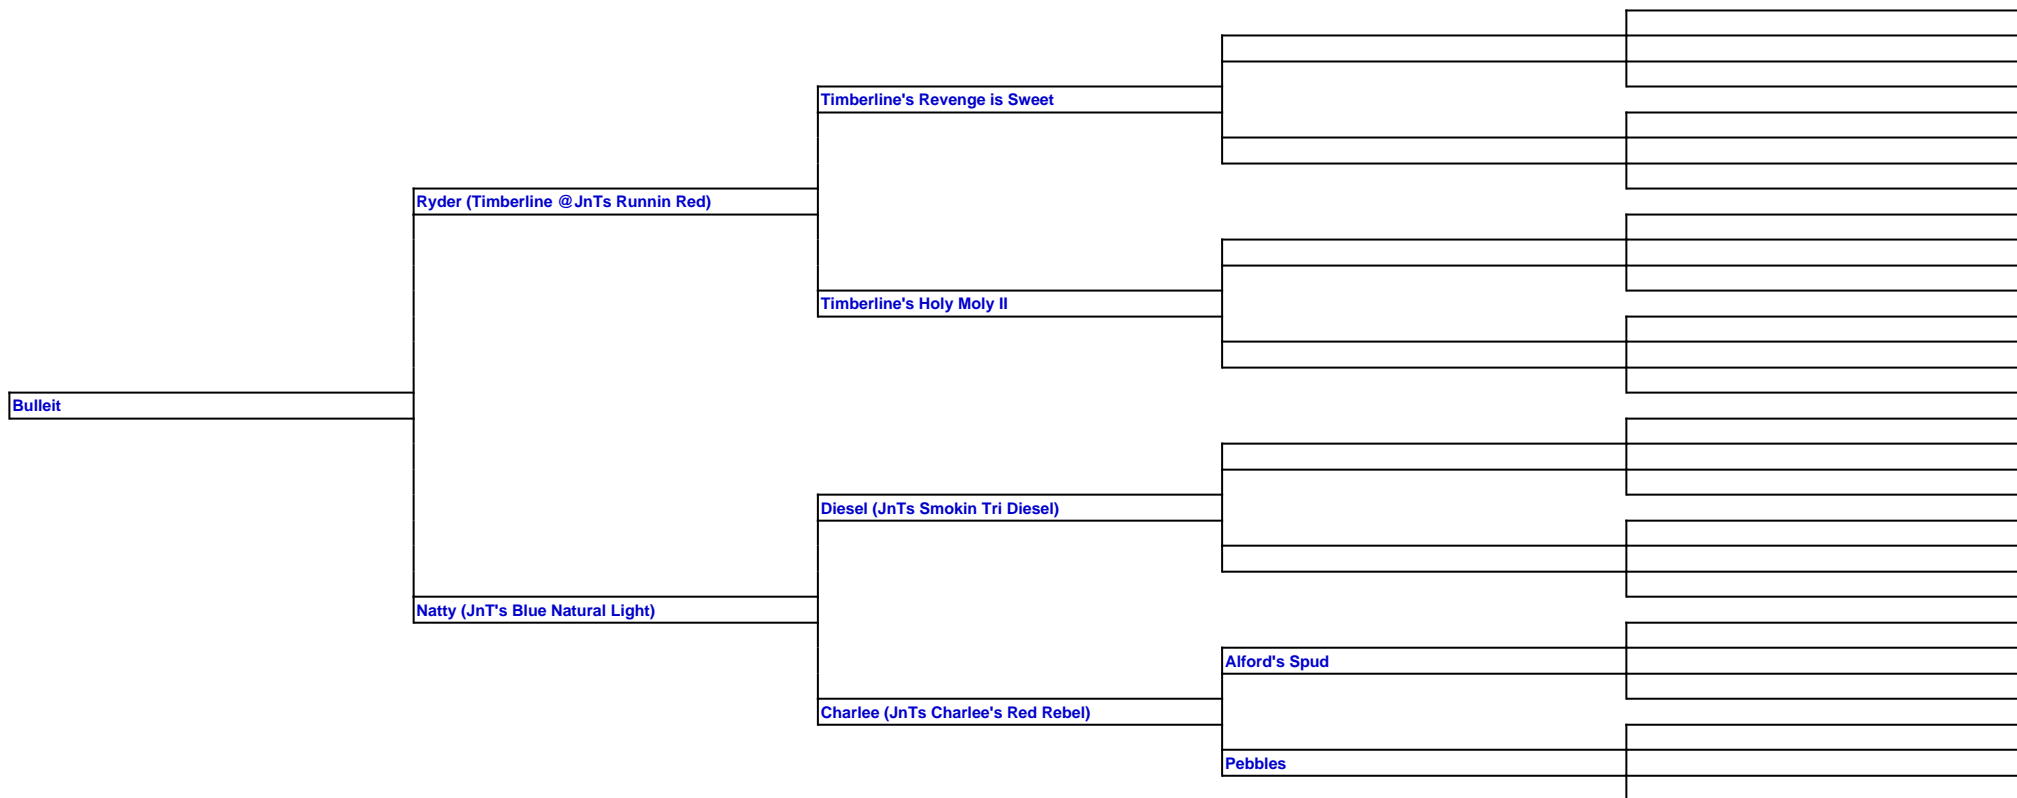 Timberline's Revenge is Sweet
Ryder (Timberline @JnTs Runnin Red)
Timberline's Holy Moly II
Bulleit
Diesel (JnTs Smokin Tri Diesel)
Natty (JnT's Blue Natural Light)
Alford's Spud
Charlee (JnTs Charlee's Red Rebel)
Pebbles